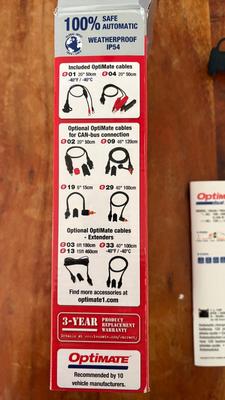 100% SAFE
AUTOMATIC
WEATHERPROOF
IP54
Included OptiMate cables
01 20" 50cm
-40°F / -40°C
04 20" 50cm
Optional OptiMate cables
for CAN-bus connection
02 20" 50cm
09 48" 120cm
19 6" 15cm
29 40" 100cm
Optional OptiMate cables
- Extenders
03 6ft 180cm
13 15ft 460cm
33 40" 100cm
-40°F / -40°C
Find more accessories at
optimate1.com
3-YEAR PRODUCT
REPLACEMENT
WARRANTY
OPTIMATE
Recommended by 10
vehicle manufacturers.
OPTIMATE